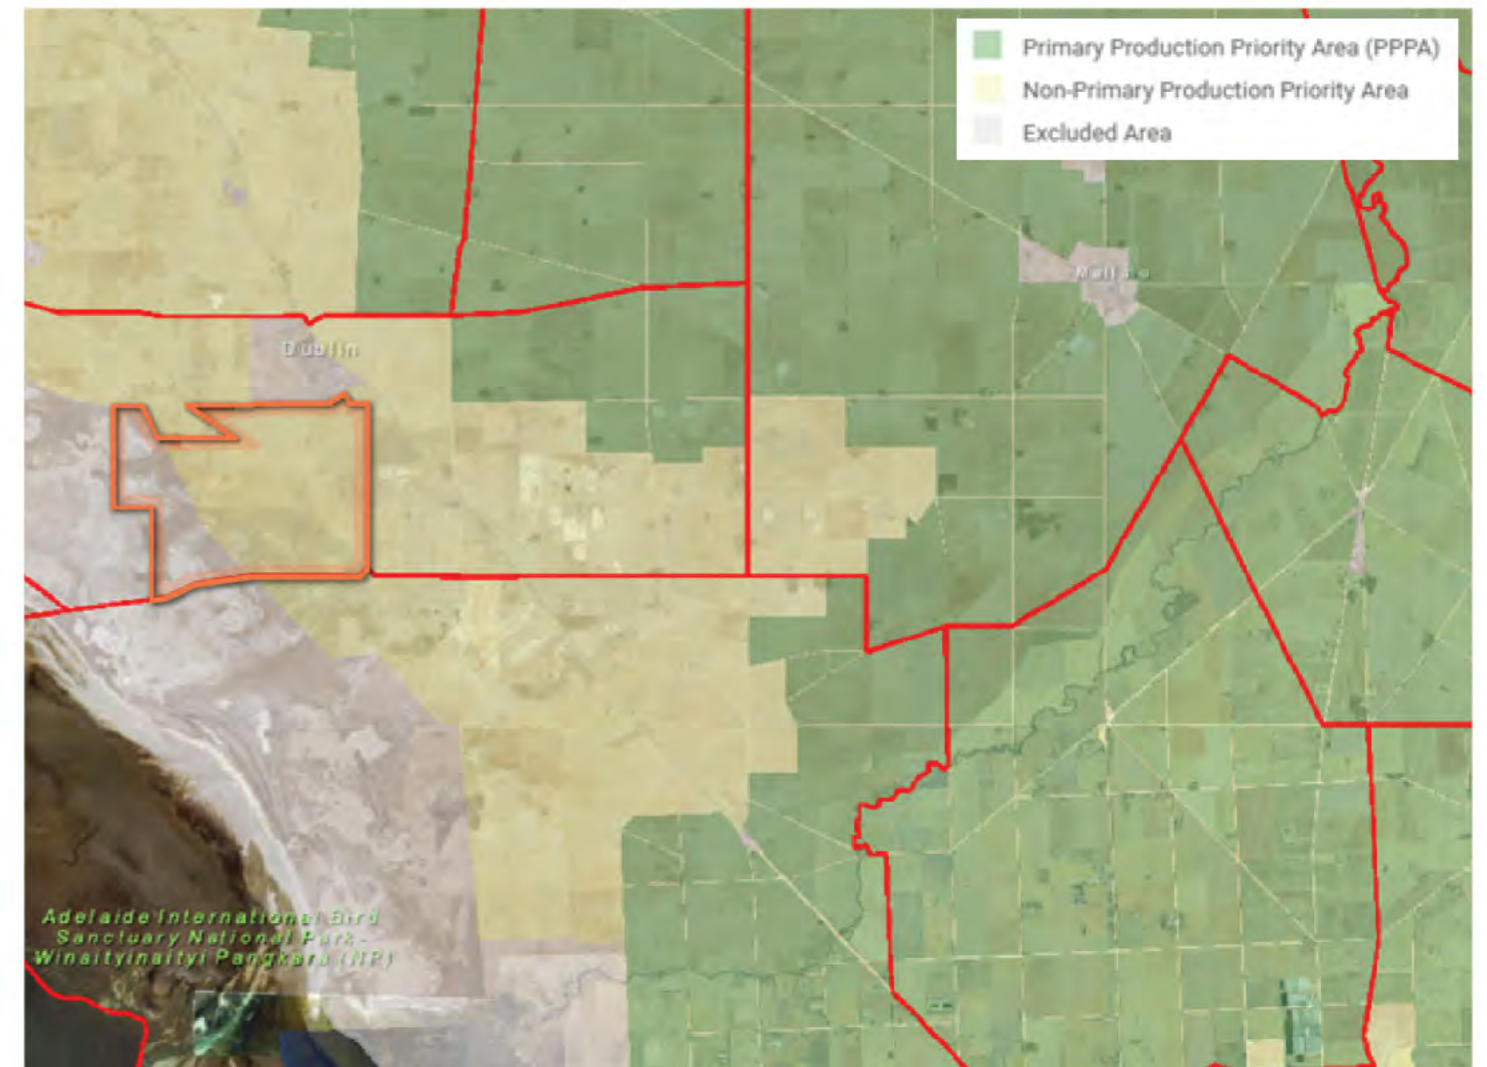 Primary Production Priority Area (PPPA)
Non-Primary Production Priority Area
Excluded Area
Mallala
Dublin
Adelaide International Bird
Sanctuary National Park -
Winaityinaityi Pangkara (NP)